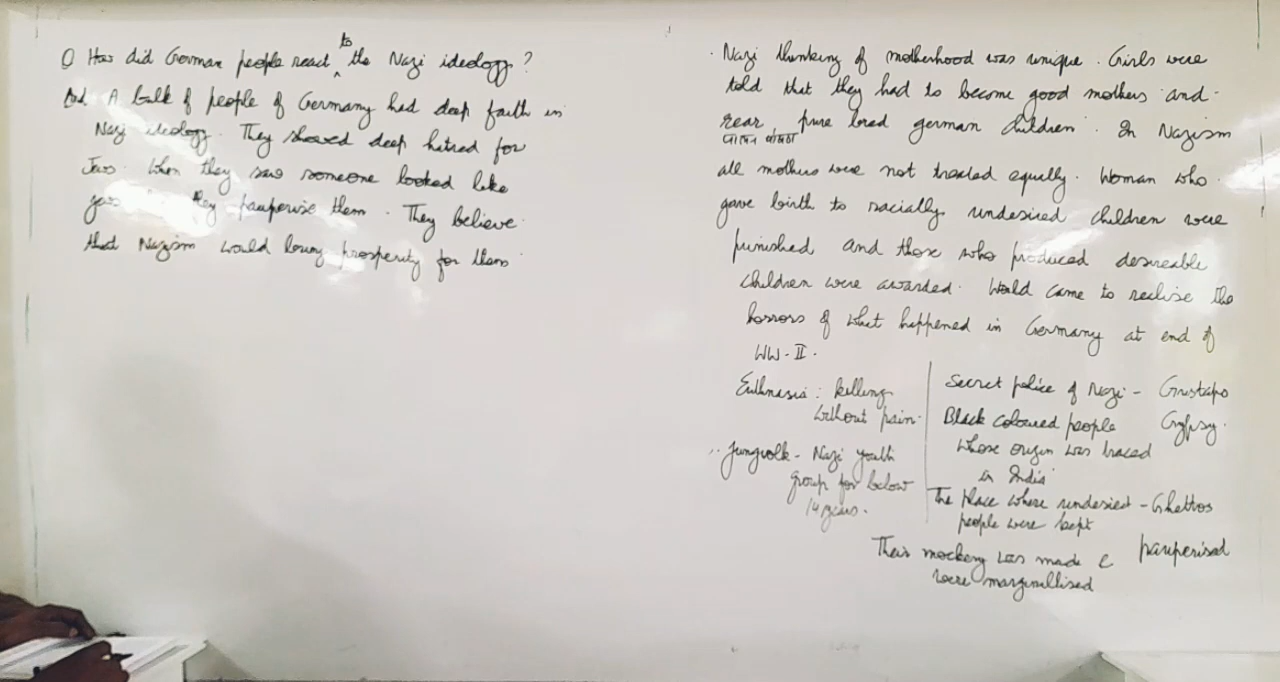 Q How did German people react to the Nazi ideology?
And A bulk of people of Germany had deep faith in
Nazi ideology. They showed deep hatred for
Jews. When they saw someone looked like
they pauperise them. They believe
that Nazism would bring prosperity for them
. Nazi thinking of motherhood was unique. Girls were
told that they had to become good mothers and
rear pure bred german children. In Nazism
पालन
all mothers were not treated equally. Woman who
gave birth to racially undesired children were
punished and those who produced desireable
children were awarded. World came to realise the
horrors of what happened in Germany at end of
WW-II.
Euthnasia: killing
without pain.
Jungvolk - Nazi youth
group for below
14 years.
Secret police of Nazi - Gustapo
Black coloured people Gypsy.
whose origin was traced
in India
The place where undesired - Ghettos
people were kept
Their mockery was made & pauperised
were marginallised